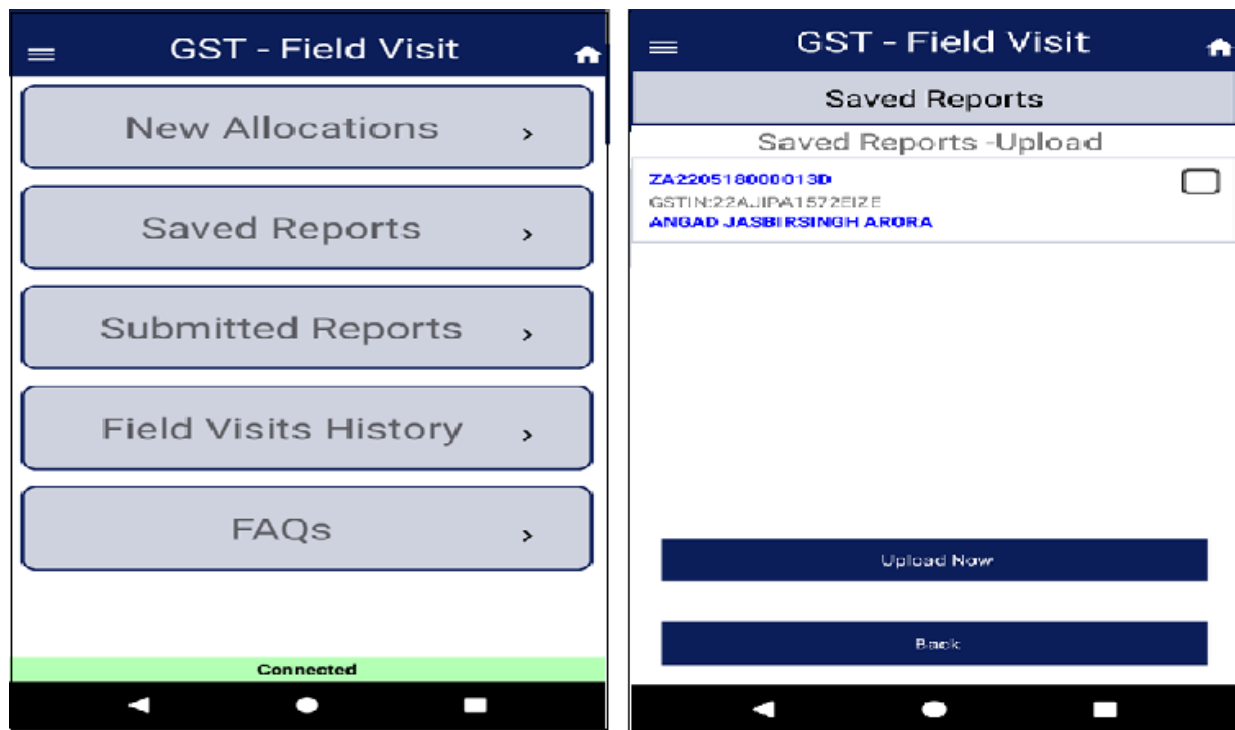 GST - Field Visit
New Allocations
Saved Reports
Submitted Reports
Field Visits History
FAQs
Connected
GST - Field Visit
Saved Reports
Saved Reports -Upload
ZA220518000013D
GSTIN:22AJIPA1572EIZE
ANGAD JASBIRSINGH ARORA
Upload Now
Back